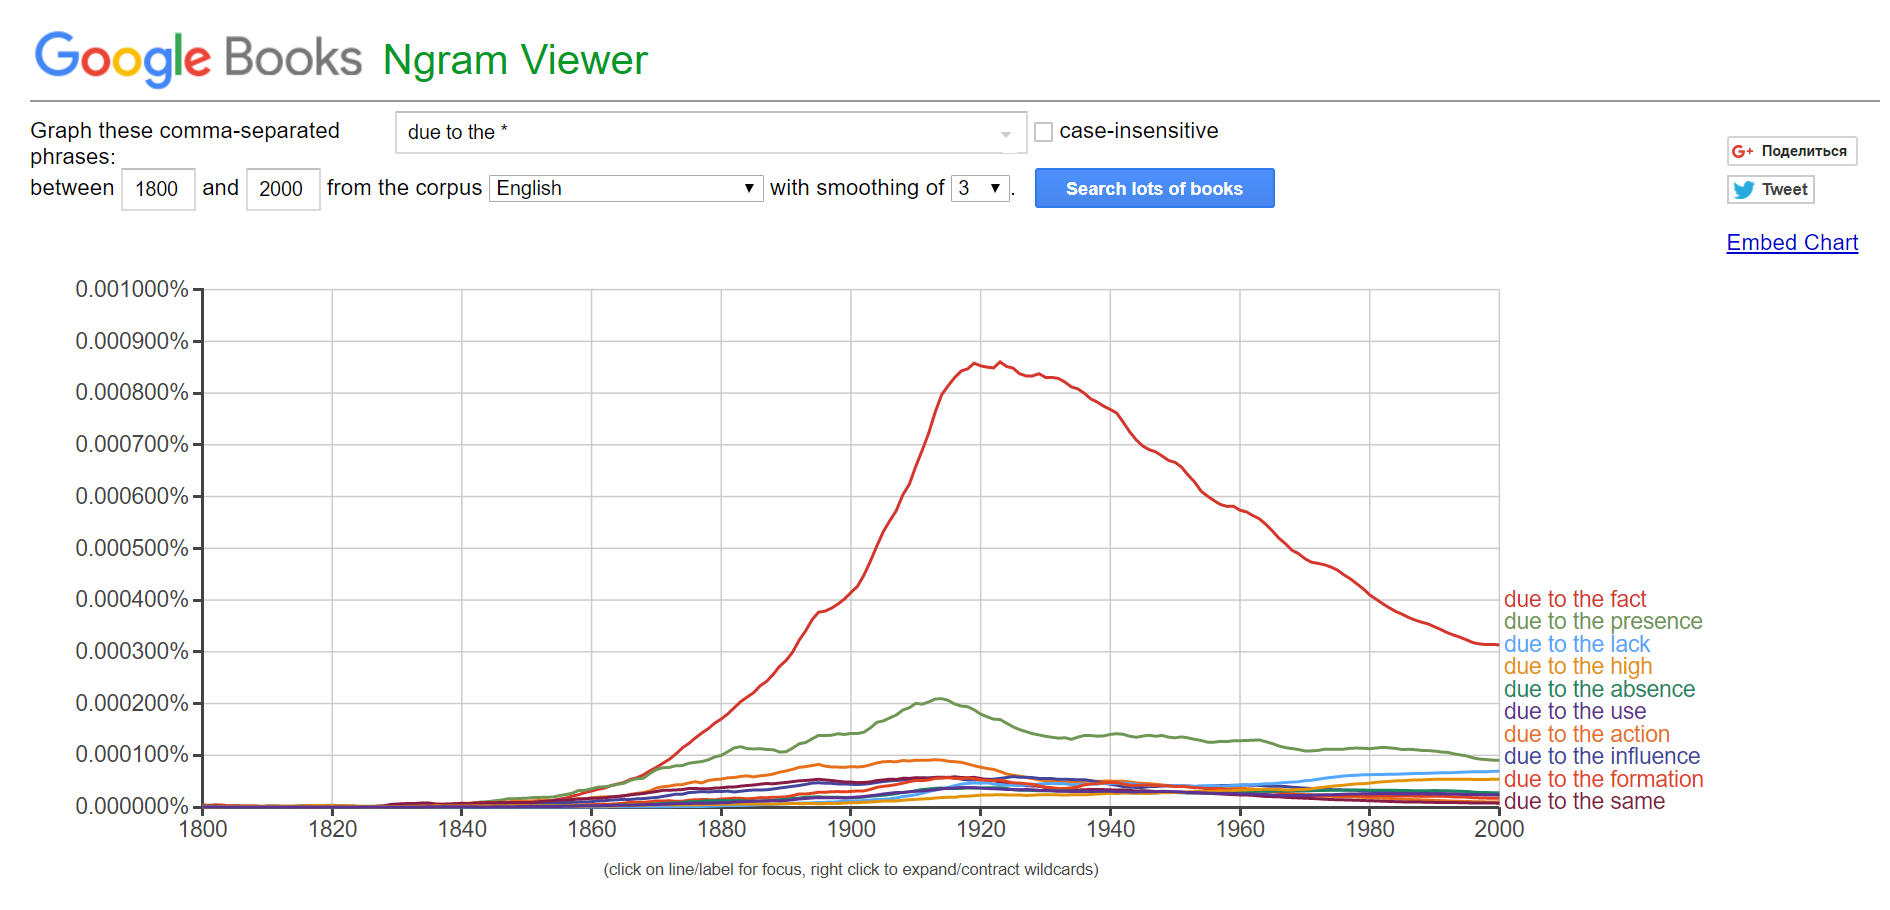 Google Books Ngram Viewer
Graph these comma-separated phrases:
due to the *
case-insensitive
between 1800 and 2000 from the corpus English with smoothing of 3 .
Search lots of books
G+ Поделиться
Tweet
Embed Chart
0.001000%
0.000900%
0.000800%
0.000700%
0.000600%
0.000500%
0.000400%
0.000300%
0.000200%
0.000100%
0.000000%
1800 1820 1840 1860 1880 1900 1920 1940 1960 1980 2000
due to the fact
due to the presence
due to the lack
due to the high
due to the absence
due to the use
due to the action
due to the influence
due to the formation
due to the same
(click on line/label for focus, right click to expand/contract wildcards)